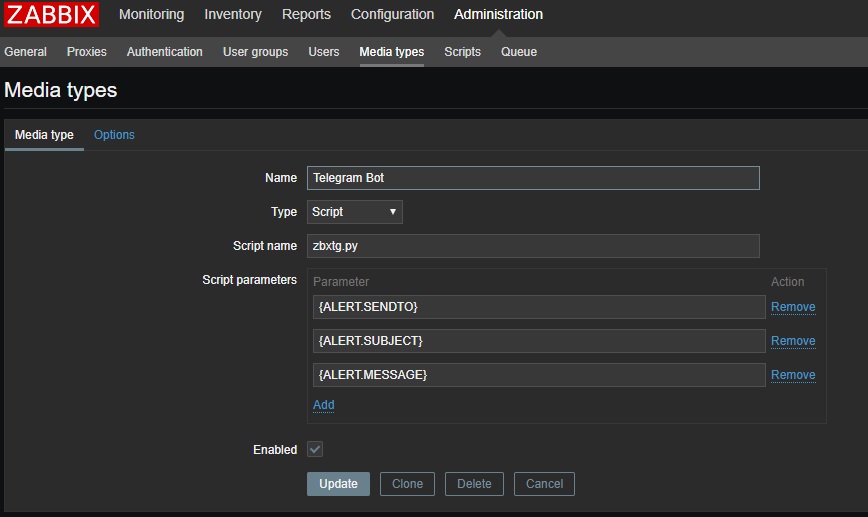 ZABBIX Monitoring Inventory Reports Configuration Administration
General Proxies Authentication User groups Users Media types Scripts Queue
Media types
Media type Options
Name Telegram Bot
Type Script
Script name zbxtg.py
Script parameters Parameter Action
{ALERT.SENDTO} Remove
{ALERT.SUBJECT} Remove
{ALERT.MESSAGE} Remove
Add
Enabled
Update Clone Delete Cancel